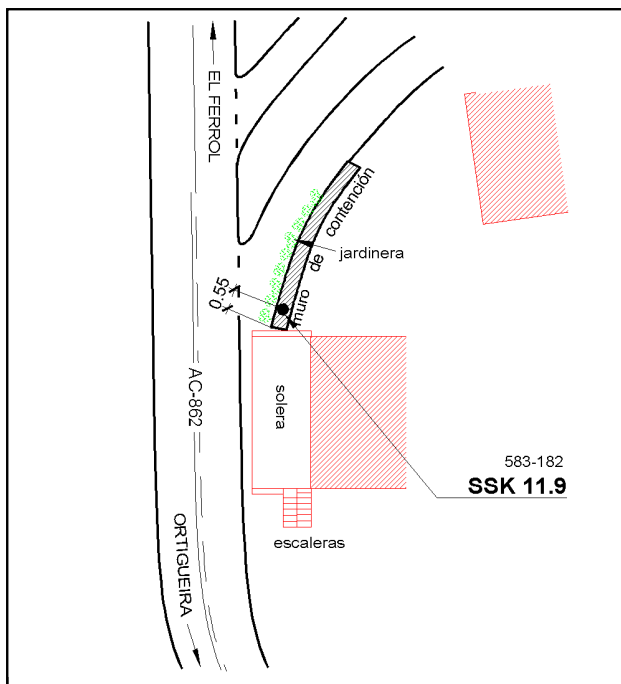 EL FERROL
muro de contención
jardinera
0.55
AC-862
solera
583-182
SSK 11.9
ORTIGUEIRA
escaleras